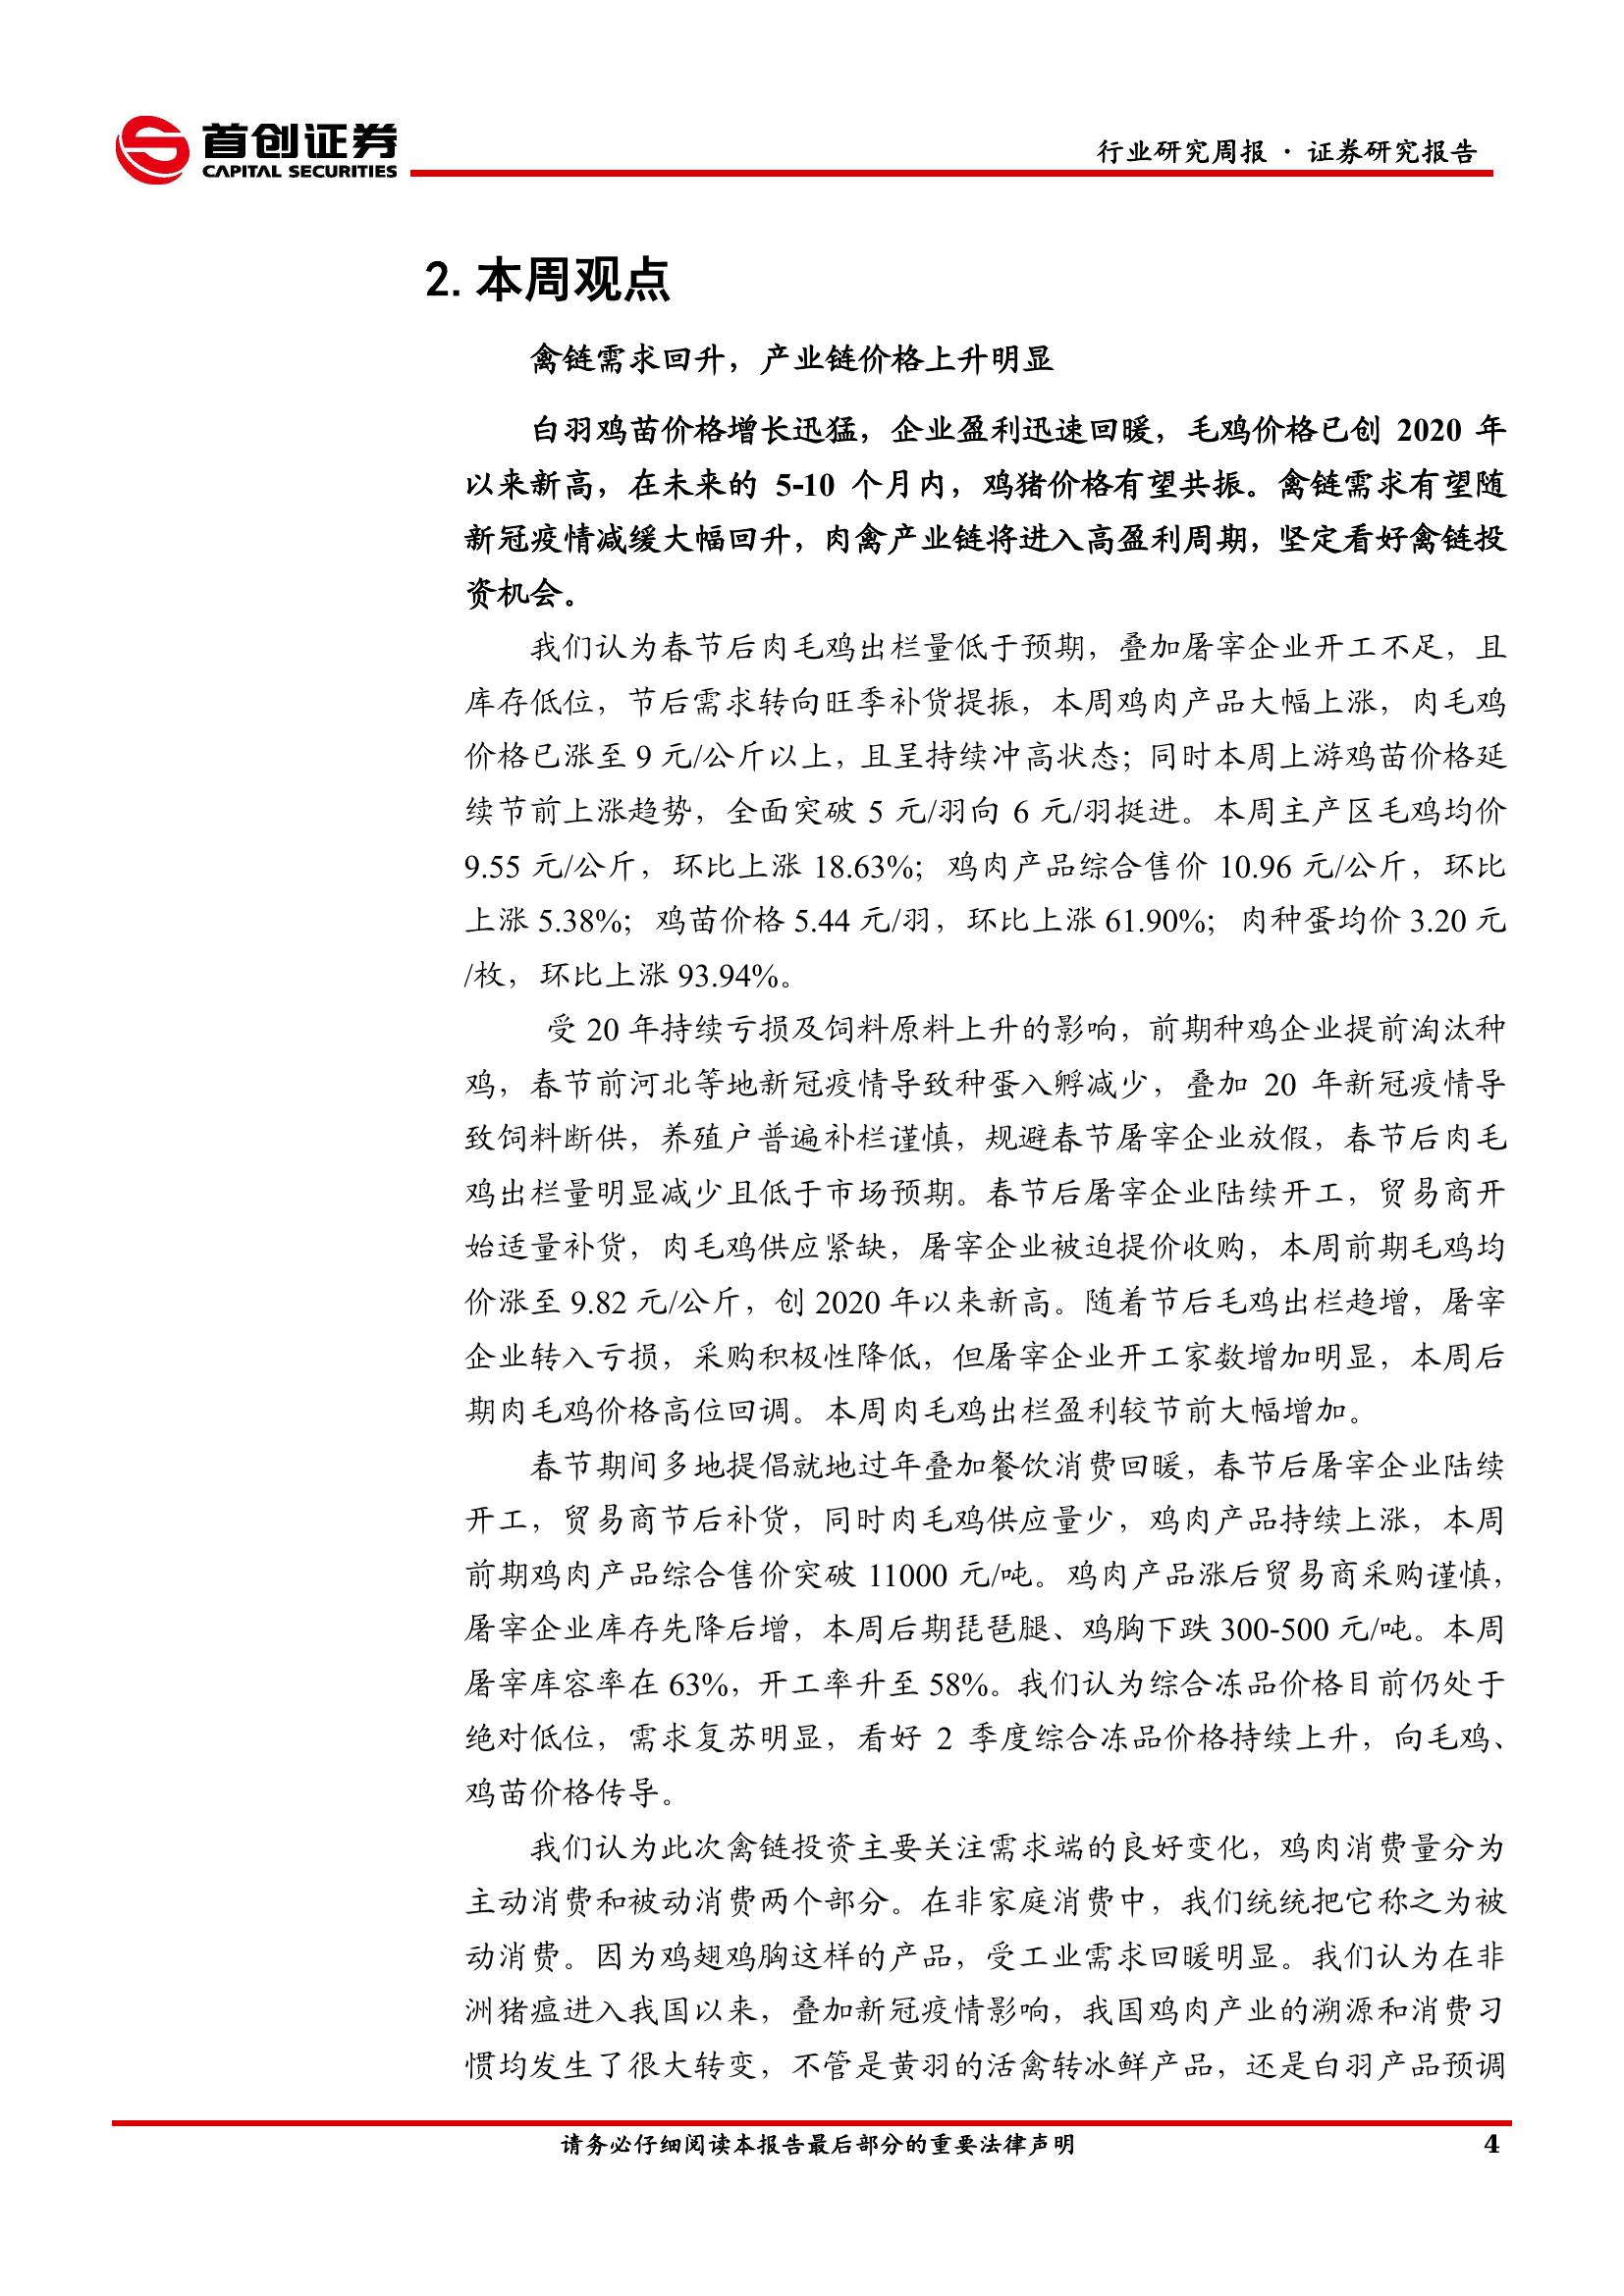 首创证券
CAPITAL SECURITIES
行业研究周报 · 证券研究报告
2.本周观点
禽链需求回升，产业链价格上升明显
白羽鸡苗价格增长迅猛，企业盈利迅速回暖，毛鸡价格已创 2020 年
以来新高，在未来的 5-10 个月内，鸡猪价格有望共振。禽链需求有望随
新冠疫情减缓大幅回升，肉禽产业链将进入高盈利周期，坚定看好禽链投
资机会。
我们认为春节后肉毛鸡出栏量低于预期，叠加屠宰企业开工不足，且
库存低位，节后需求转向旺季补货提振，本周鸡肉产品大幅上涨，肉毛鸡
价格已涨至 9 元/公斤以上，且呈持续冲高状态；同时本周上游鸡苗价格延
续节前上涨趋势，全面突破 5 元/羽向 6 元/羽挺进。本周主产区毛鸡均价
9.55 元/公斤，环比上涨 18.63%；鸡肉产品综合售价 10.96 元/公斤，环比
上涨 5.38%；鸡苗价格 5.44 元/羽，环比上涨 61.90%；肉种蛋均价 3.20 元
/枚，环比上涨 93.94%。
受 20 年持续亏损及饲料原料上升的影响，前期种鸡企业提前淘汰种
鸡，春节前河北等地新冠疫情导致种蛋入孵减少，叠加 20 年新冠疫情导
致饲料断供，养殖户普遍补栏谨慎，规避春节屠宰企业放假，春节后肉毛
鸡出栏量明显减少且低于市场预期。春节后屠宰企业陆续开工，贸易商开
始适量补货，肉毛鸡供应紧缺，屠宰企业被迫提价收购，本周前期毛鸡均
价涨至 9.82 元/公斤，创 2020 年以来新高。随着节后毛鸡出栏趋增，屠宰
企业转入亏损，采购积极性降低，但屠宰企业开工家数增加明显，本周后
期肉毛鸡价格高位回调。本周肉毛鸡出栏盈利较节前大幅增加。
春节期间多地提倡就地过年叠加餐饮消费回暖，春节后屠宰企业陆续
开工，贸易商节后补货，同时肉毛鸡供应量少，鸡肉产品持续上涨，本周
前期鸡肉产品综合售价突破 11000 元/吨。鸡肉产品涨后贸易商采购谨慎，
屠宰企业库存先降后增，本周后期琵琶腿、鸡胸下跌 300-500 元/吨。本周
屠宰库容率在 63%，开工率升至 58%。我们认为综合冻品价格目前仍处于
绝对低位，需求复苏明显，看好 2 季度综合冻品价格持续上升，向毛鸡、
鸡苗价格传导。
我们认为此次禽链投资主要关注需求端的良好变化，鸡肉消费量分为
主动消费和被动消费两个部分。在非家庭消费中，我们统统把它称之为被
动消费。因为鸡翅鸡胸这样的产品，受工业需求回暖明显。我们认为在非
洲猪瘟进入我国以来，叠加新冠疫情影响，我国鸡肉产业的溯源和消费习
惯均发生了很大转变，不管是黄羽的活禽转冰鲜产品，还是白羽产品预调
请务必仔细阅读本报告最后部分的重要法律声明
4